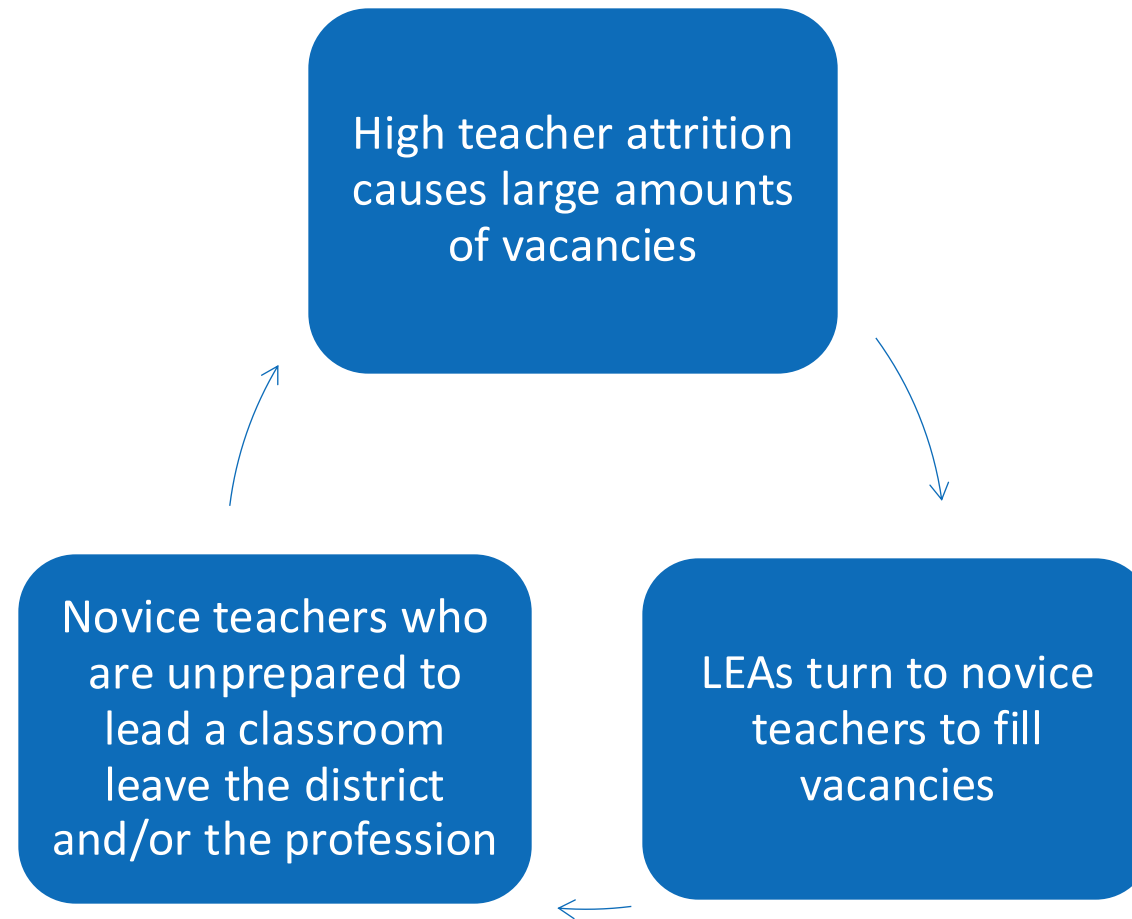 High teacher attrition
causes large amounts
of vacancies
LEAs turn to novice
teachers to fill
vacancies
Novice teachers who
are unprepared to
lead a classroom
leave the district
and/or the profession